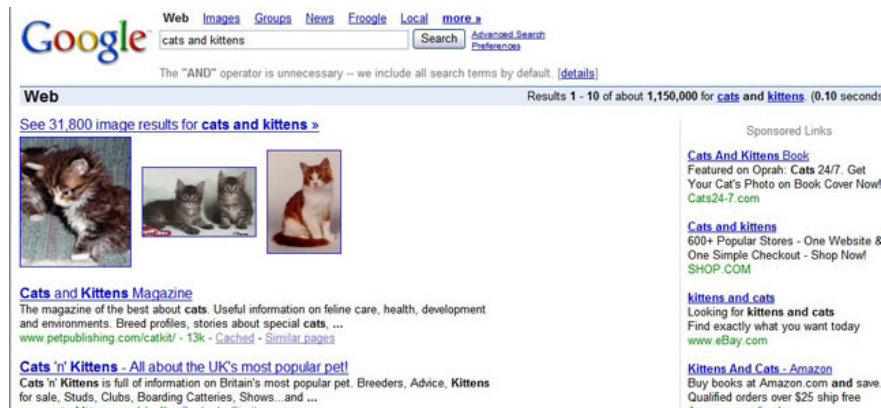 Google
Web Images Groups News Froogle Local more »
cats and kittens Search Advanced Search
Preferences
The "AND" operator is unnecessary -- we include all search terms by default. [details]
Web Results 1 - 10 of about 1,150,000 for cats and kittens. (0.10 seconds
See 31,800 image results for cats and kittens »
Cats and Kittens Magazine
The magazine of the best about cats. Useful information on feline care, health, development
and environments. Breed profiles, stories about special cats, ...
www.petpublishing.com/catkit/ - 13k - Cached - Similar pages
Cats 'n' Kittens - All about the UK's most popular pet!
Cats 'n' Kittens is full of information on Britain's most popular pet. Breeders, Advice, Kittens
for sale, Studs, Clubs, Boarding Catteries, Shows...and ...
Sponsored Links
Cats And Kittens Book
Featured on Oprah: Cats 24/7. Get
Your Cat's Photo on Book Cover Now!
Cats24-7.com
Cats and kittens
600+ Popular Stores - One Website &
One Simple Checkout - Shop Now!
SHOP.COM
kittens and cats
Looking for kittens and cats
Find exactly what you want today
www.eBay.com
Kittens And Cats - Amazon
Buy books at Amazon.com and save.
Qualified orders over $25 ship free